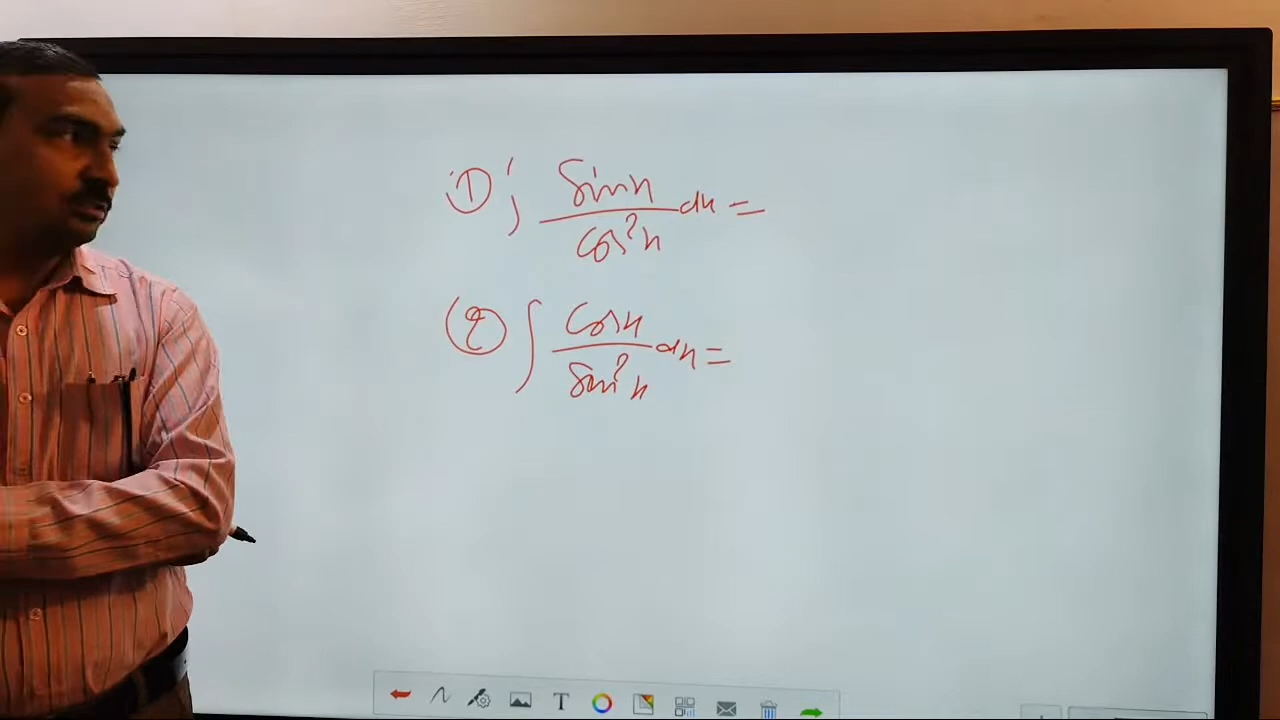 (1) ∫ sinx/cos²x dx =
(2) ∫ cosx/sin²x dx =
T